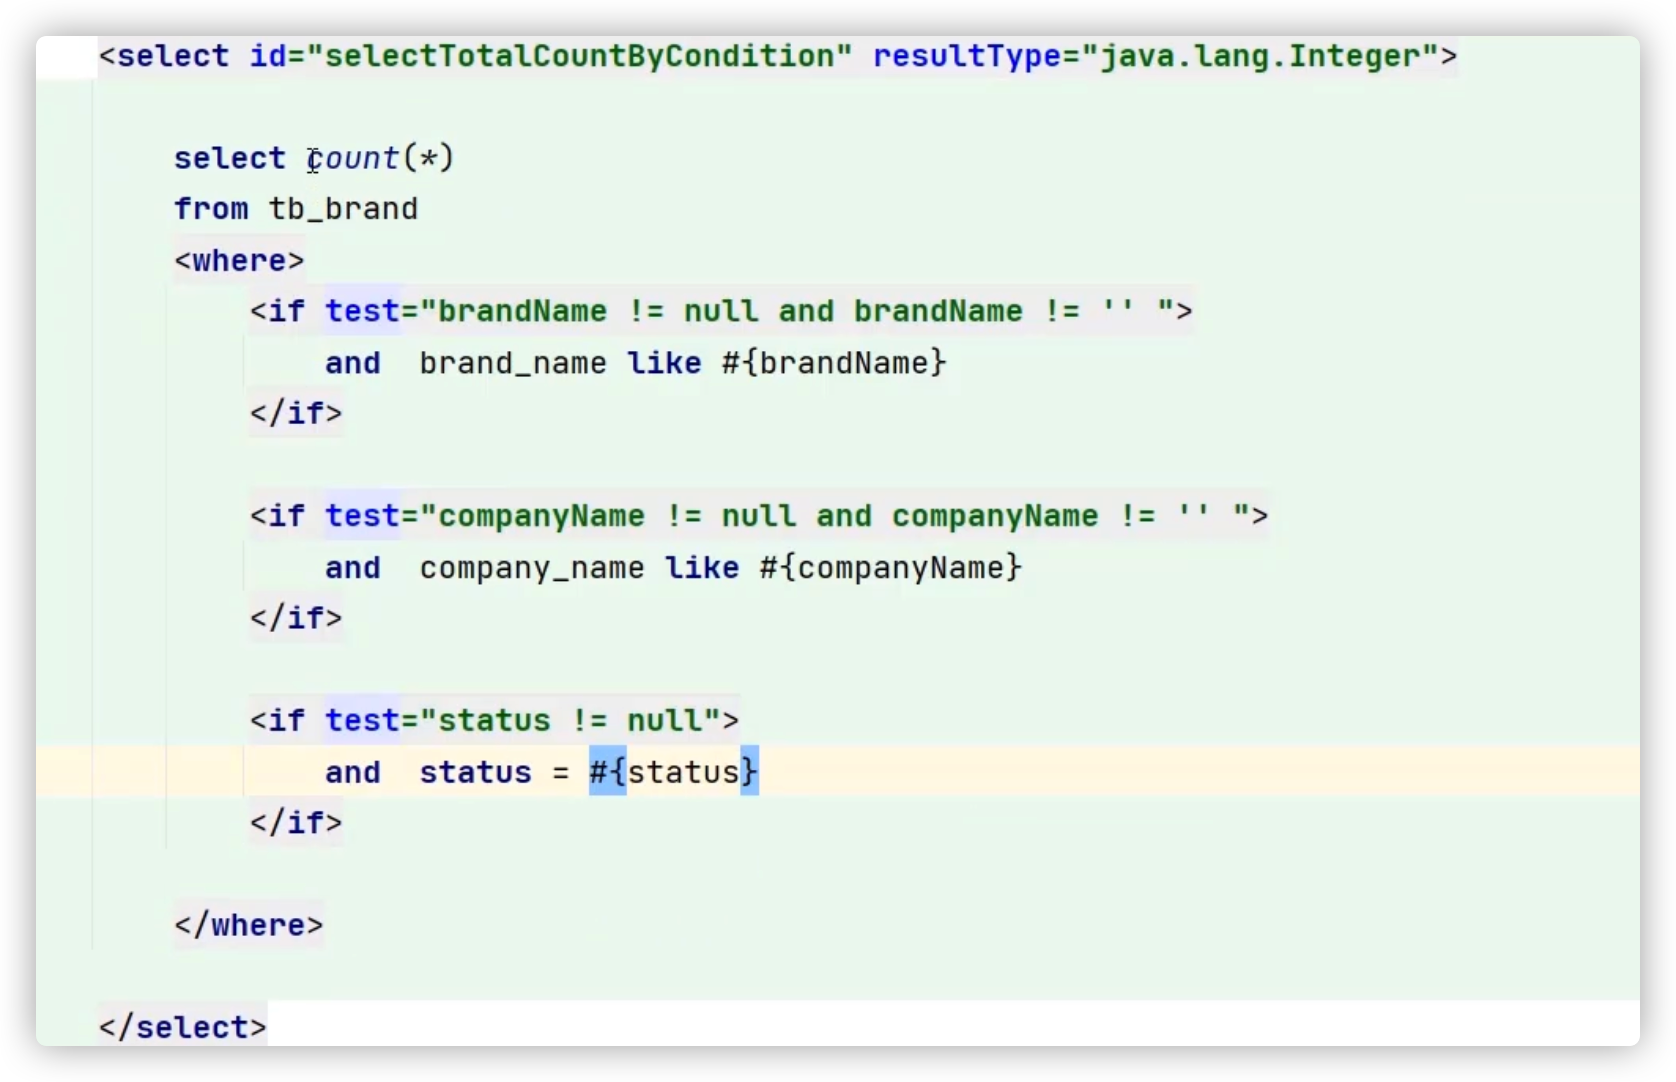 <select id="selectTotalCountByCondition" resultType="java.lang.Integer">
select count(*)
from tb_brand
<where>
<if test="brandName != null and brandName != '' ">
and  brand_name like #{brandName}
</if>
<if test="companyName != null and companyName != '' ">
and  company_name like #{companyName}
</if>
<if test="status != null">
and  status = #{status}
</if>
</where>
</select>